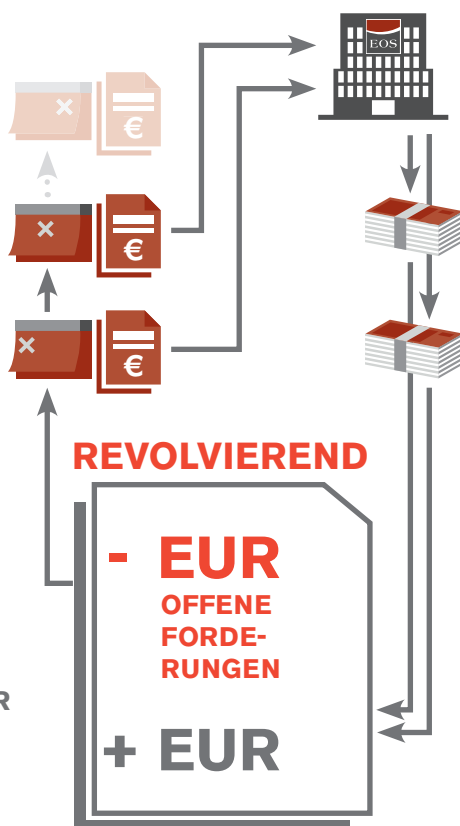 EOS
€
€
€
REVOLVIEREND
- EUR
OFFENE
FORDE-
RUNGEN
R
+ EUR